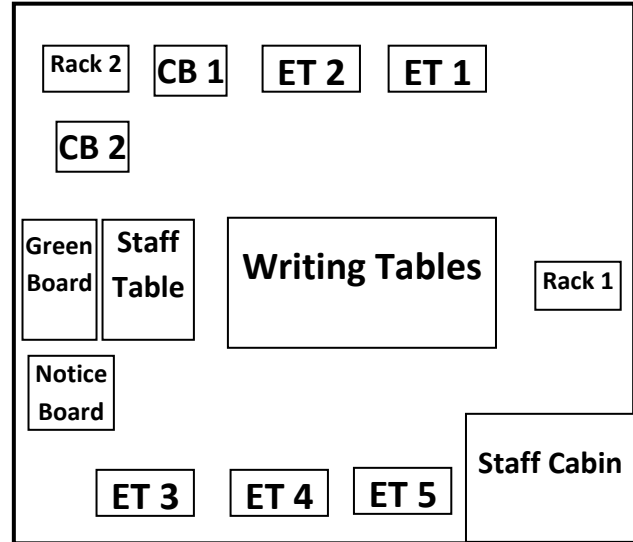 Rack 2
CB 1
ET 2
ET 1
CB 2
Green
Board
Staff
Table
Writing Tables
Rack 1
Notice
Board
Staff Cabin
ET 3
ET 4
ET 5